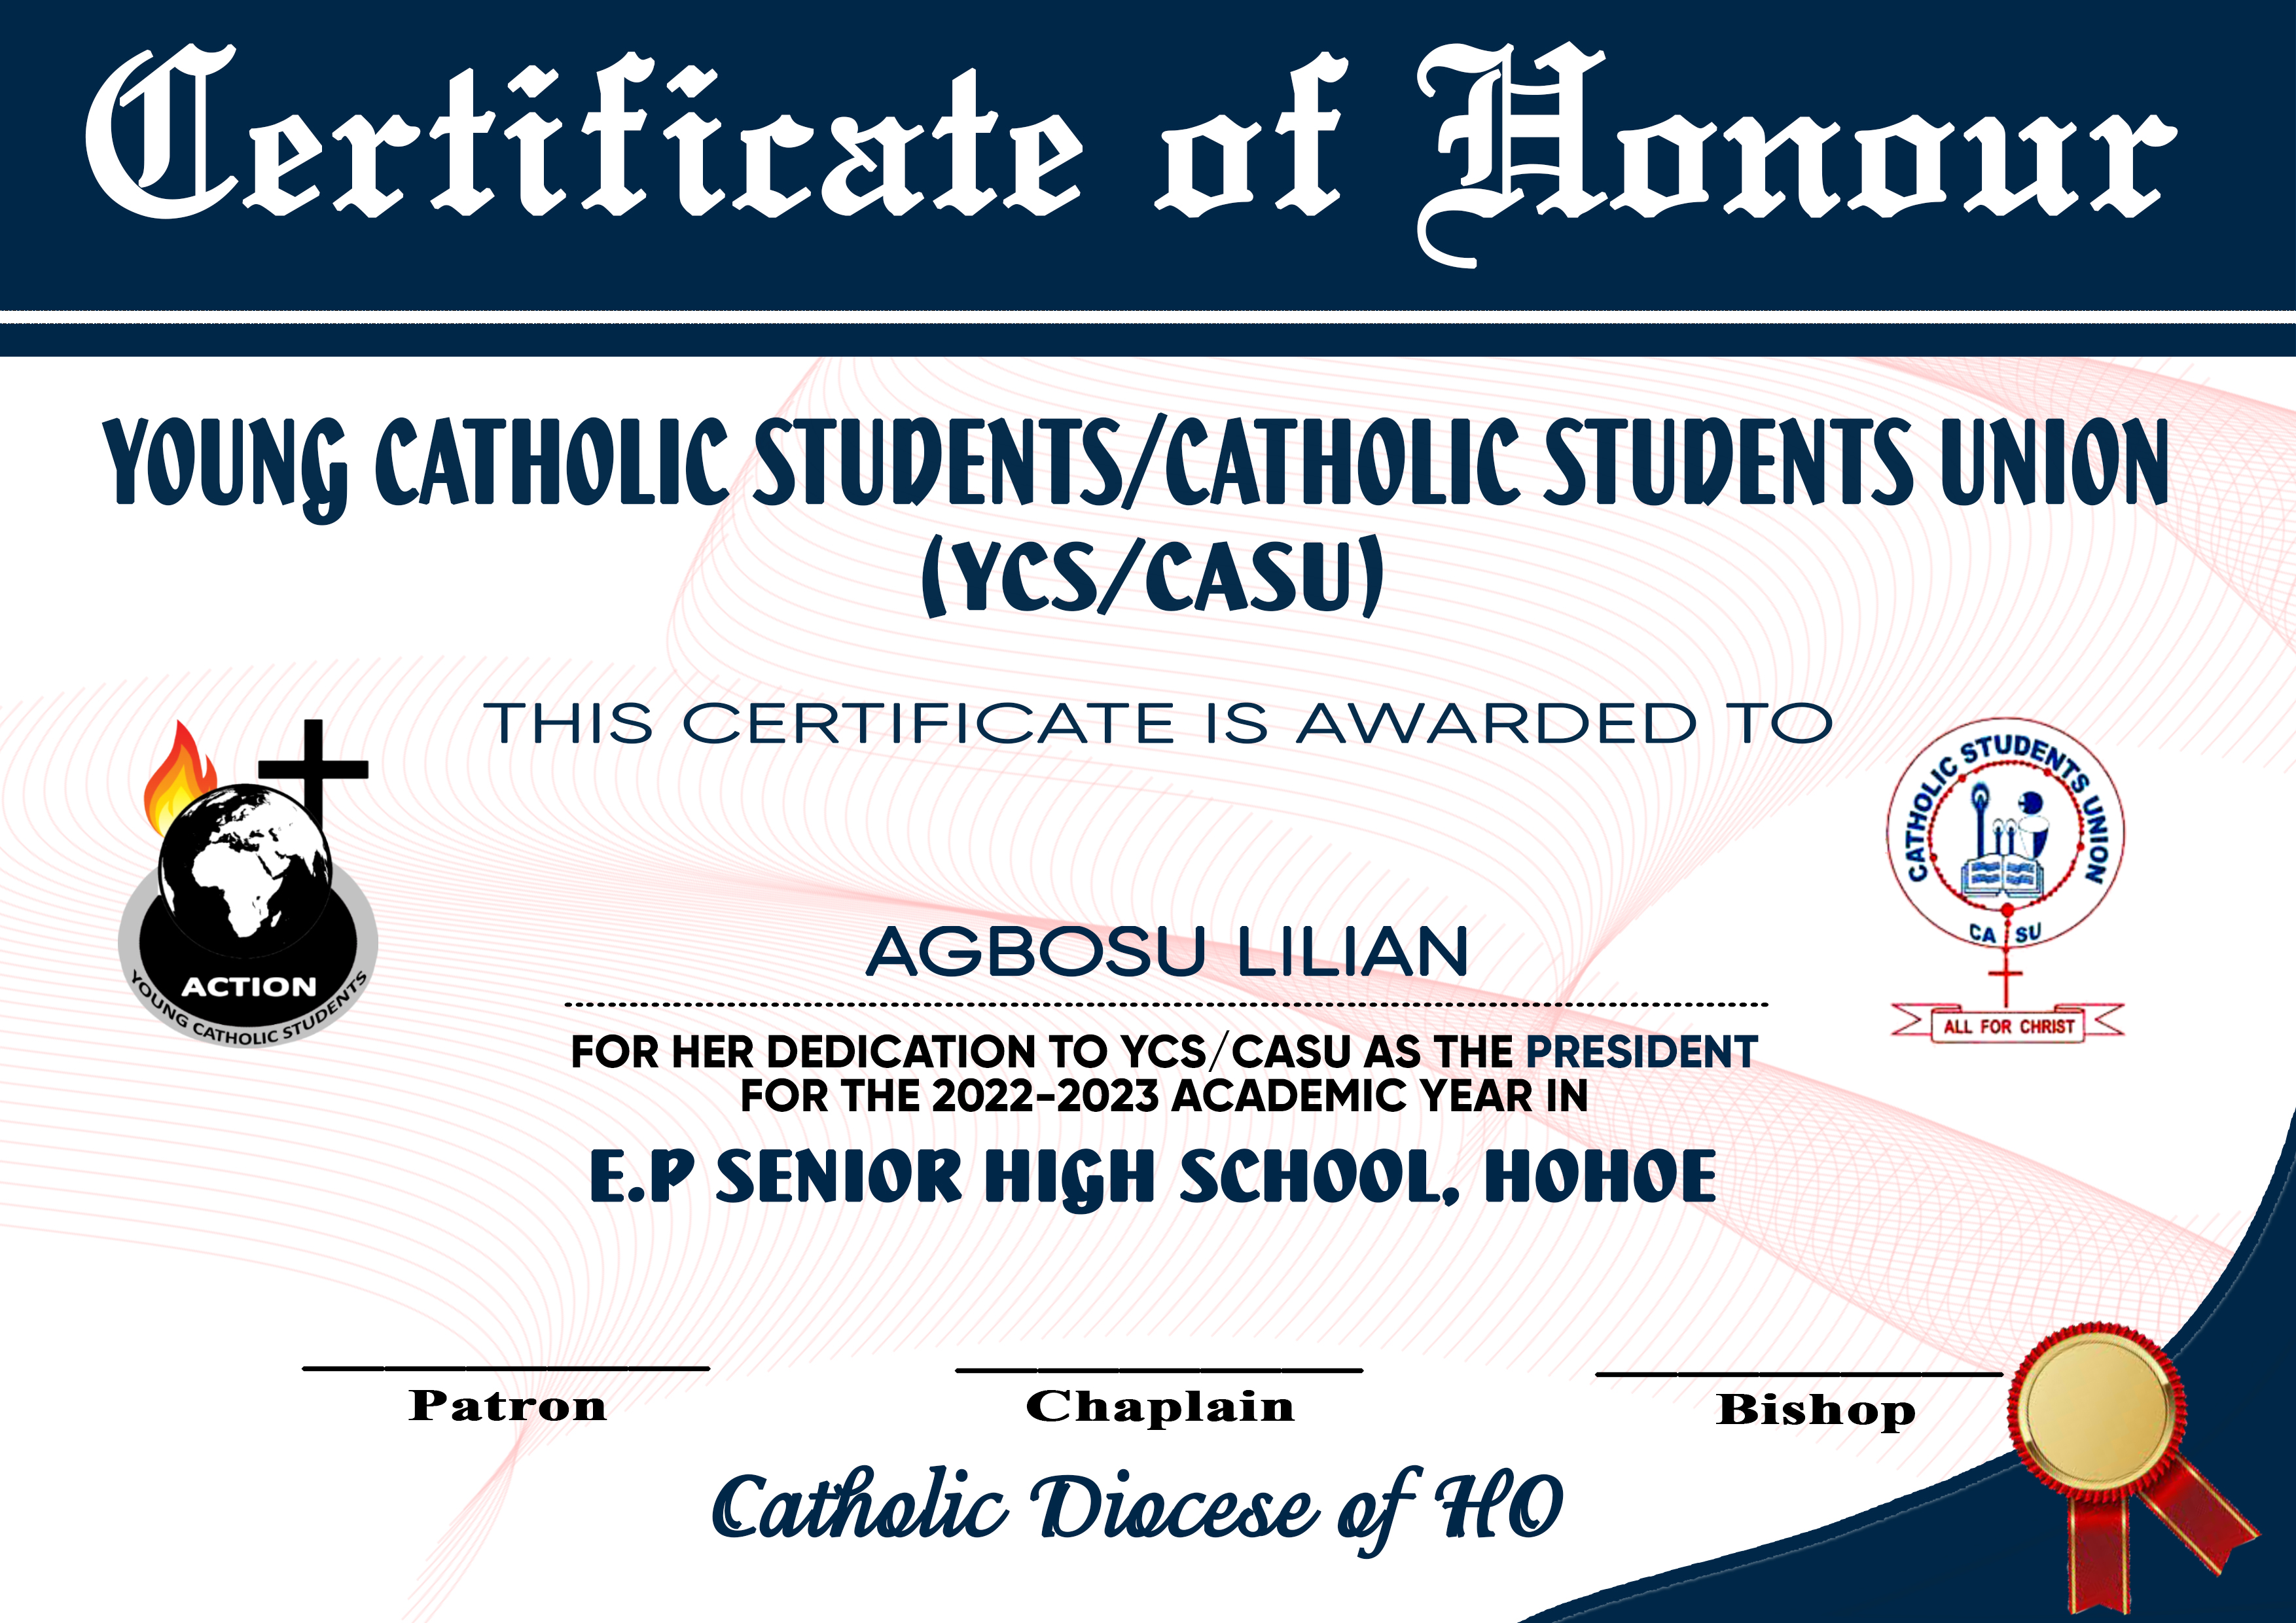 Certificate of Honour
YOUNG CATHOLIC STUDENTS/CATHOLIC STUDENTS UNION
(YCS/CASU)
THIS CERTIFICATE IS AWARDED TO
ACTION
YOUNG CATHOLIC STUDENTS
CATHOLIC STUDENTS UNION
CA SU
ALL FOR CHRIST
AGBOSU LILIAN
FOR HER DEDICATION TO YCS/CASU AS THE PRESIDENT
FOR THE 2022-2023 ACADEMIC YEAR IN
E.P SENIOR HIGH SCHOOL, HOHOE
Patron
Chaplain
Bishop
Catholic Diocese of HO